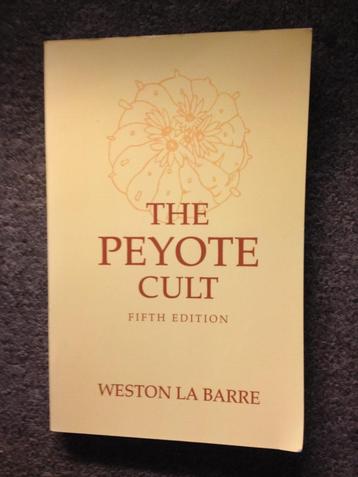 THE
PEYOTE
CULT
FIFTH EDITION
WESTON LA BARRE